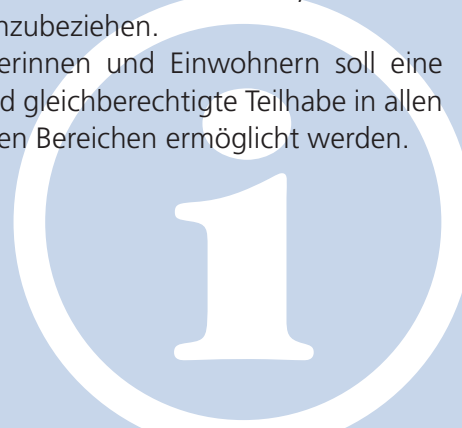 nzubeziehen.
erinnen und Einwohnern soll eine
d gleichberechtigte Teilhabe in allen
en Bereichen ermöglicht werden.